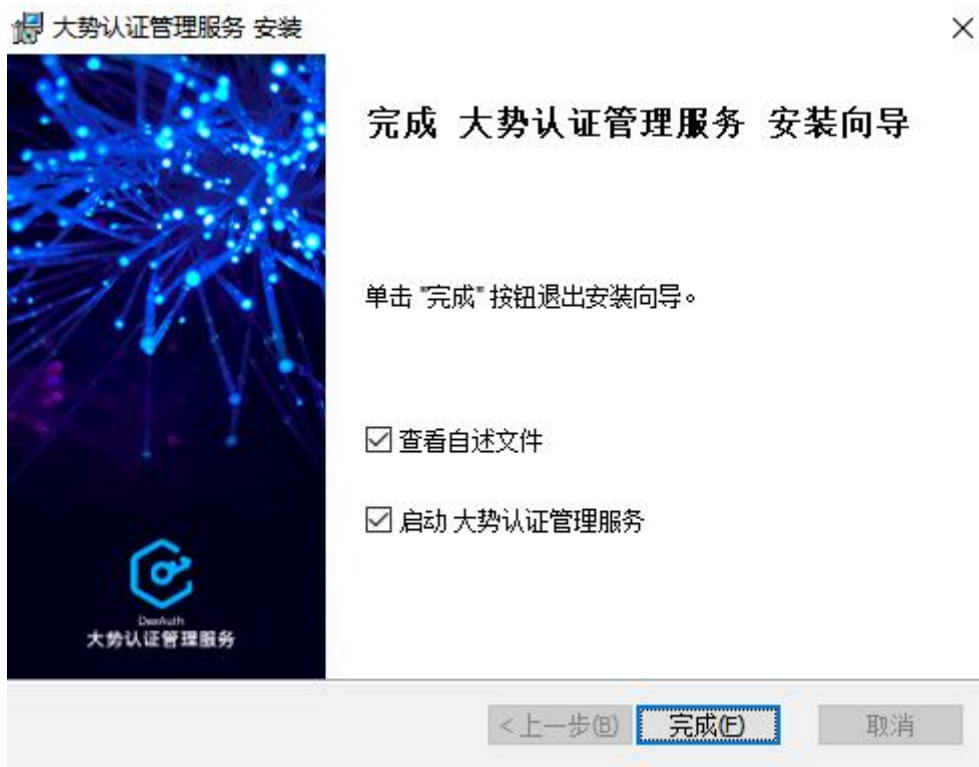 大势认证管理服务 安装
完成 大势认证管理服务 安装向导
单击 "完成" 按钮退出安装向导。
查看自述文件
启动 大势认证管理服务
DasAuth
大势认证管理服务
<上一步(B)
完成(F)
取消